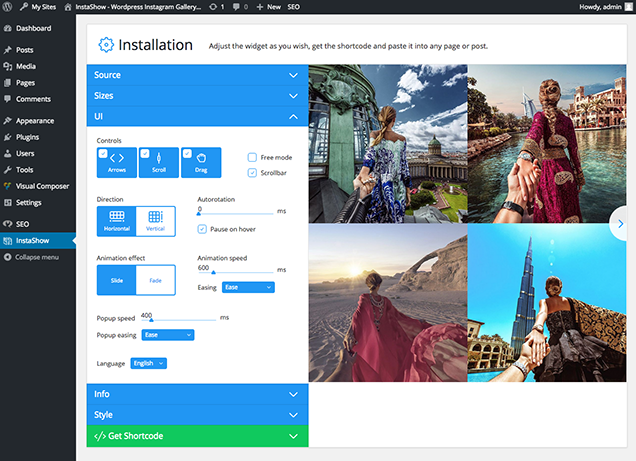 My Sites
InstaShow - Wordpress Instagram Gallery...
1
0
New
SEO
Howdy, admin
Dashboard
Posts
Media
Pages
Comments
Appearance
Plugins
Users
Tools
Visual Composer
Settings
SEO
InstaShow
Collapse menu
Installation
Adjust the widget as you wish, get the shortcode and paste it into any page or post.
Source
Sizes
UI
Controls
Arrows
Scroll
Drag
Free mode
Scrollbar
Direction
Horizontal
Vertical
Autorotation
0 ms
Pause on hover
Animation effect
Slide
Fade
Animation speed
600 ms
Easing Ease
Popup speed 400 ms
Popup easing Ease
Language English
Info
Style
</> Get Shortcode